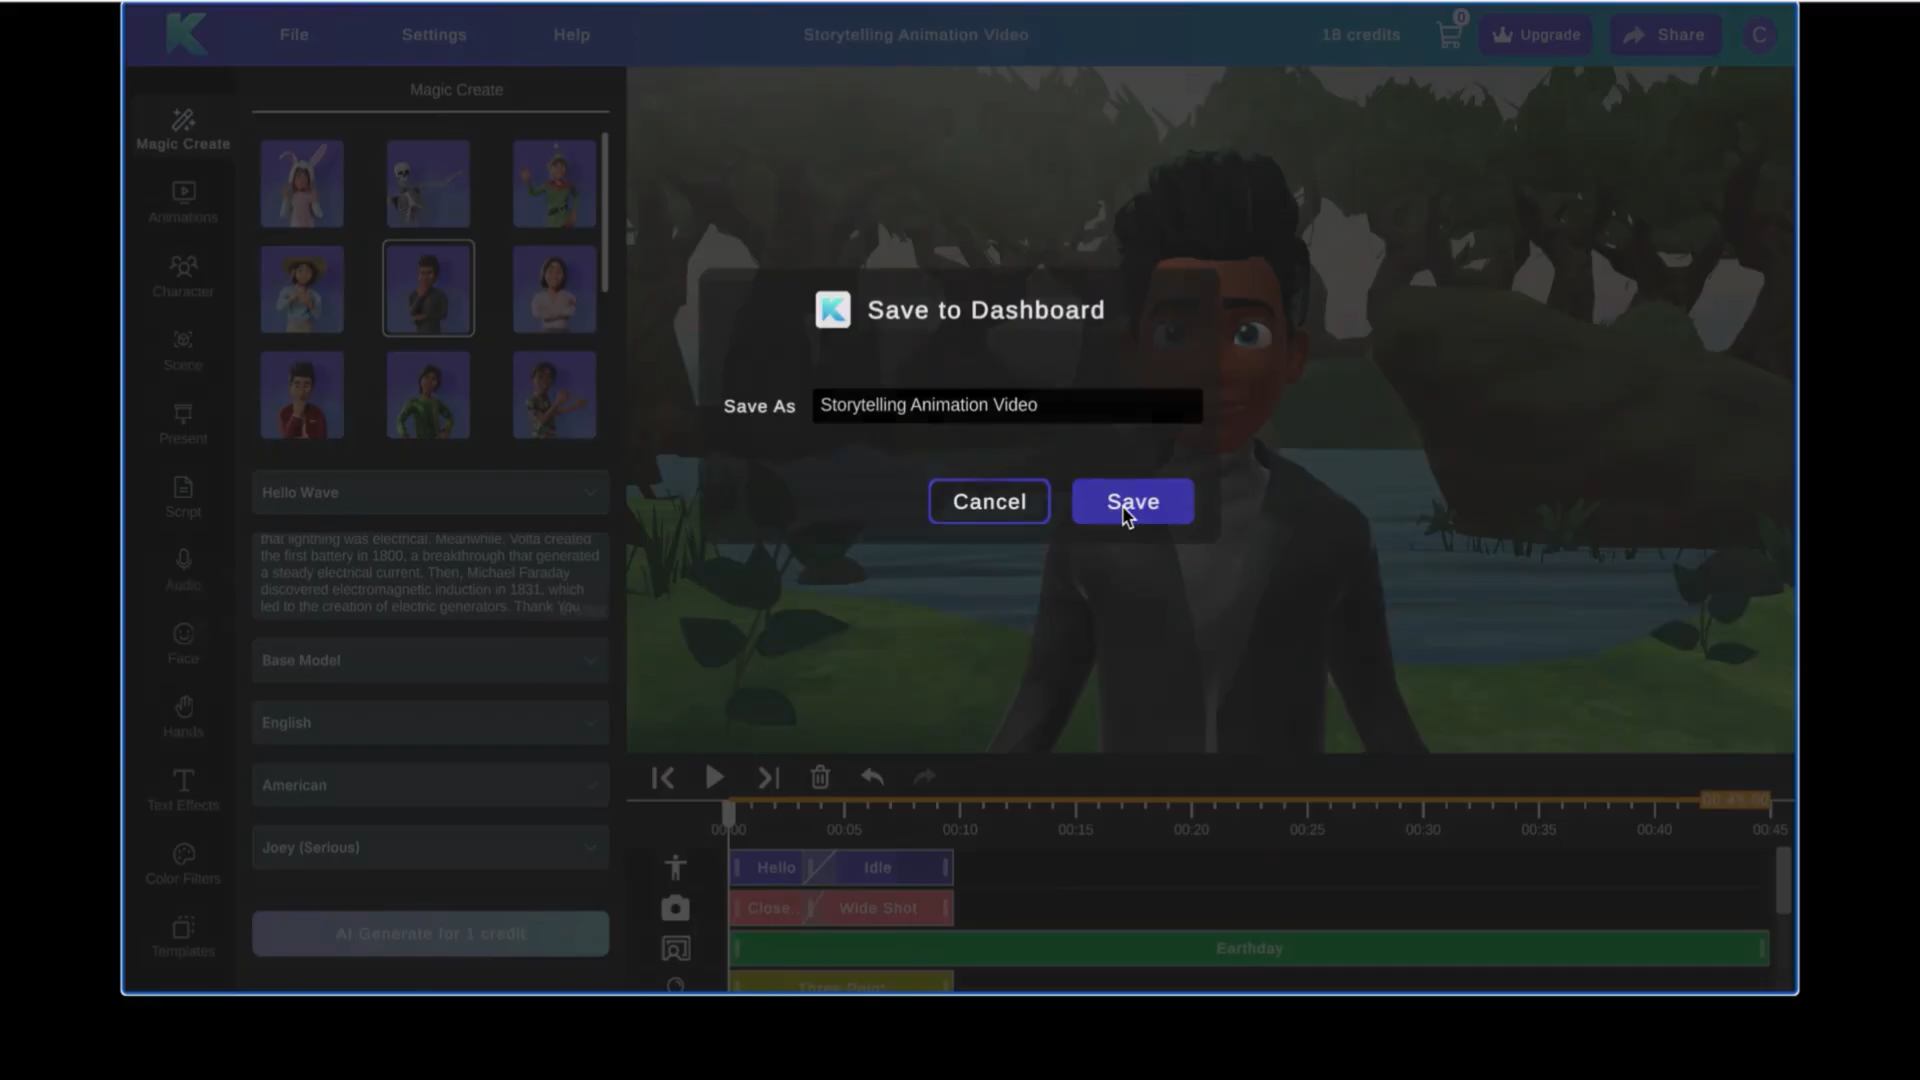 File
Settings
Help
Storytelling Animation Video
18 credits
0
Upgrade
Share
C
Magic Create
Magic Create
Animations
Character
Scene
Present
Script
Audio
Face
Hands
Text Effects
Color Filters
Templates
Hello Wave
that lightning was electrical. Meanwhile, Volta created
the first battery in 1800, a breakthrough that generated
a steady electrical current. Then, Michael Faraday
discovered electromagnetic induction in 1831, which
led to the creation of electric generators. Thank You
Base Model
English
American
Joey (Serious)
AI Generate for 1 credit
Save to Dashboard
Save As
Storytelling Animation Video
Cancel
Save
00:45:00
00:00
00:05
00:10
00:15
00:20
00:25
00:30
00:35
00:40
00:45
Hello
Idle
Close..
Wide Shot
Earthday
Three Point